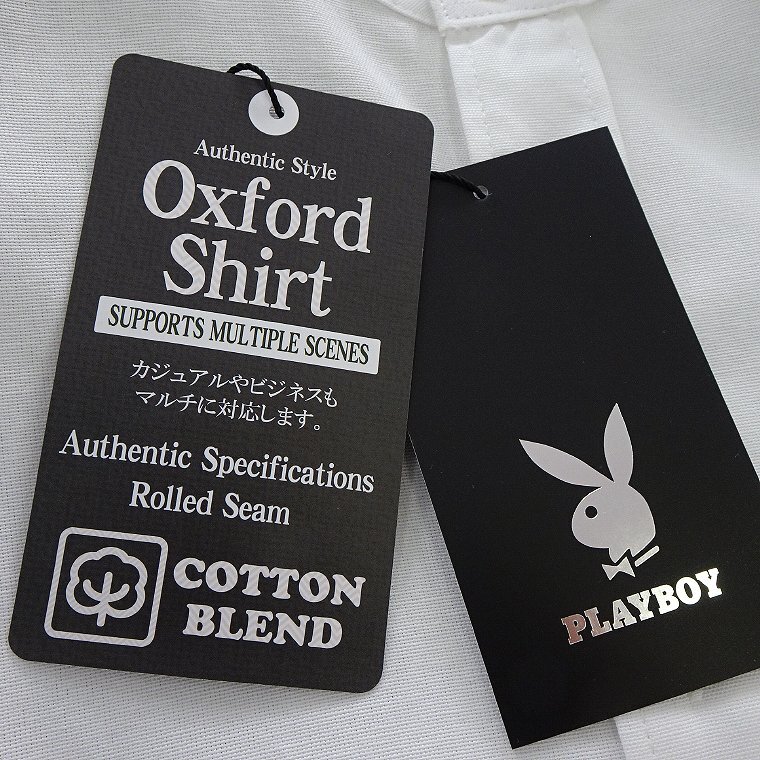 Authentic Style
Oxford
Shirt
SUPPORTS MULTIPLE SCENES
カジュアルやビジネスも
マルチに対応します。
Authentic Specifications
Rolled Seam
COTTON
BLEND
PLAYBOY